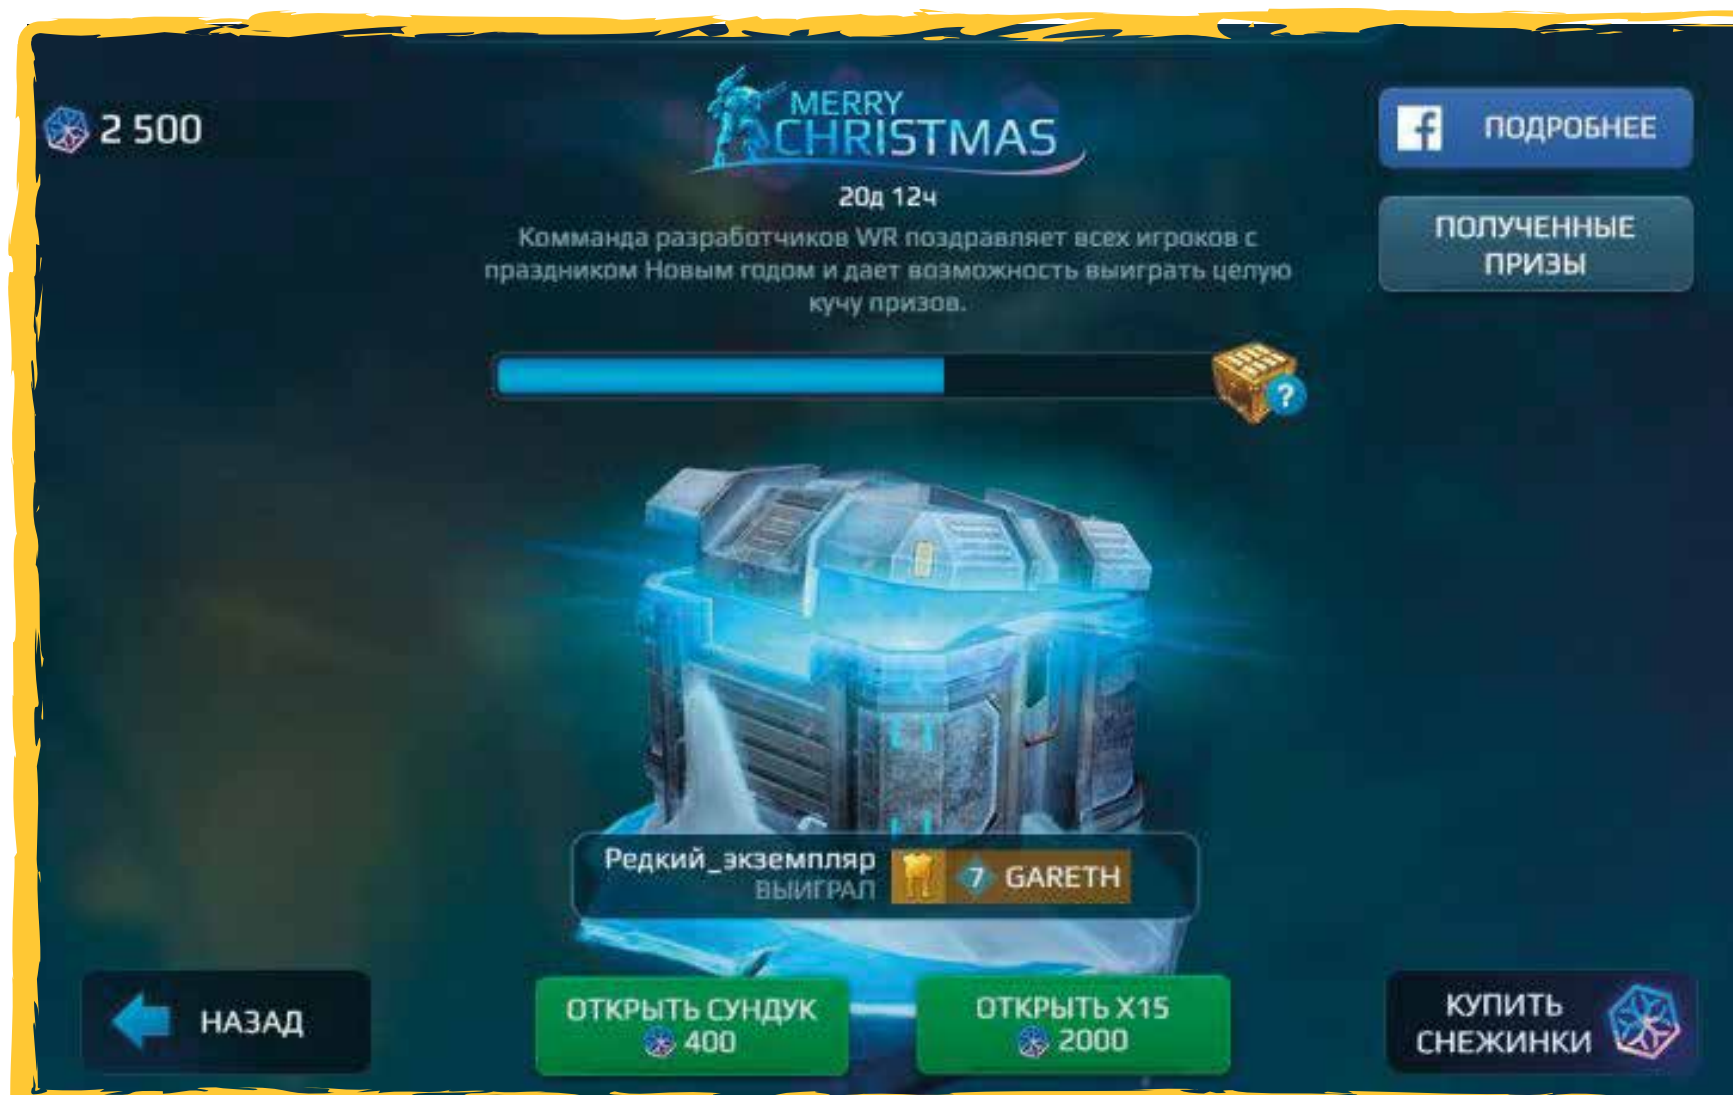 2 500
MERRY
CHRISTMAS
20д 12ч
Комманда разработчиков WR поздравляет всех игроков с
праздником Новым годом и дает возможность выиграть целую
кучу призов.
f ПОДРОБНЕЕ
ПОЛУЧЕННЫЕ
ПРИЗЫ
?
Редкий_экземпляр
ВЫИГРАЛ
7 GARETH
НАЗАД
ОТКРЫТЬ СУНДУК
400
ОТКРЫТЬ X15
2000
КУПИТЬ
СНЕЖИНКИ